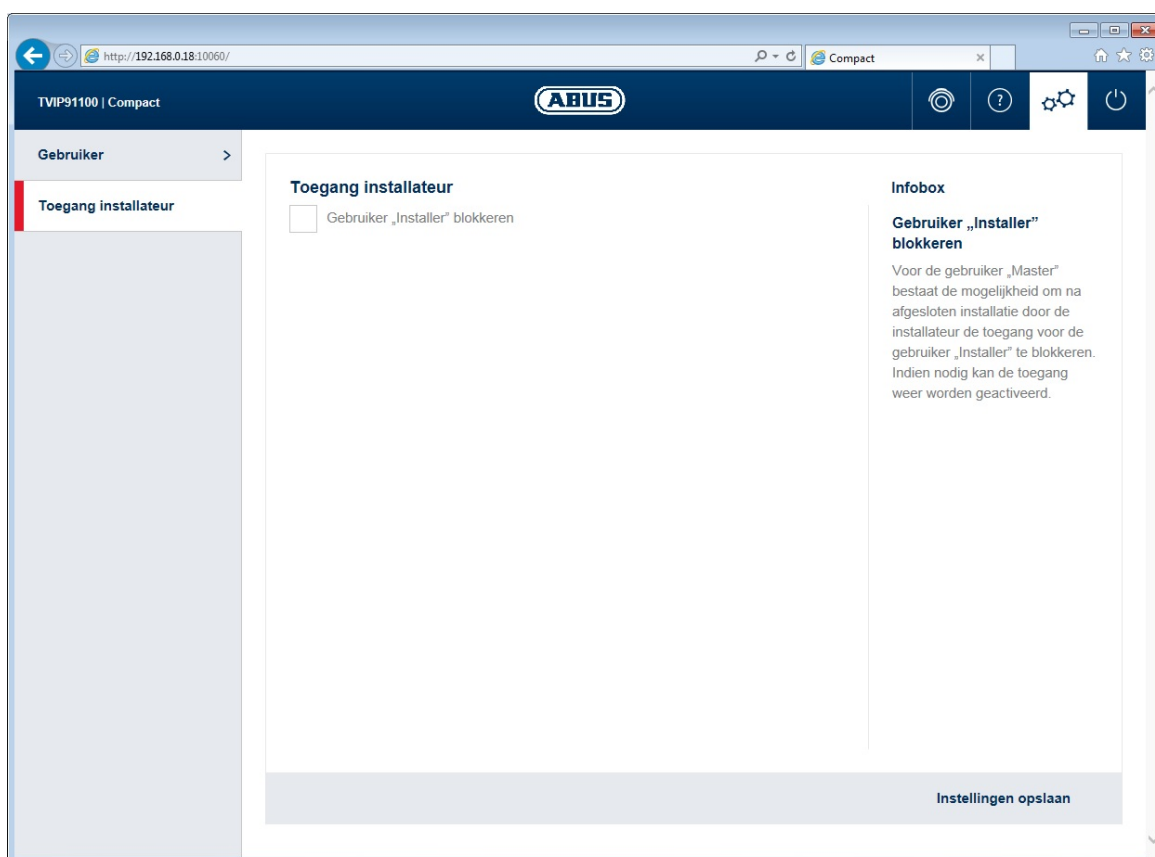 http://192.168.0.18:10060/
Compact
TVIP91100 | Compact
ABUS
?
Gebruiker
Toegang installateur
Toegang installateur
Gebruiker „Installer” blokkeren
Infobox
Gebruiker „Installer”
blokkeren
Voor de gebruiker „Master”
bestaat de mogelijkheid om na
afgesloten installatie door de
installateur de toegang voor de
gebruiker „Installer” te blokkeren.
Indien nodig kan de toegang
weer worden geactiveerd.
Instellingen opslaan